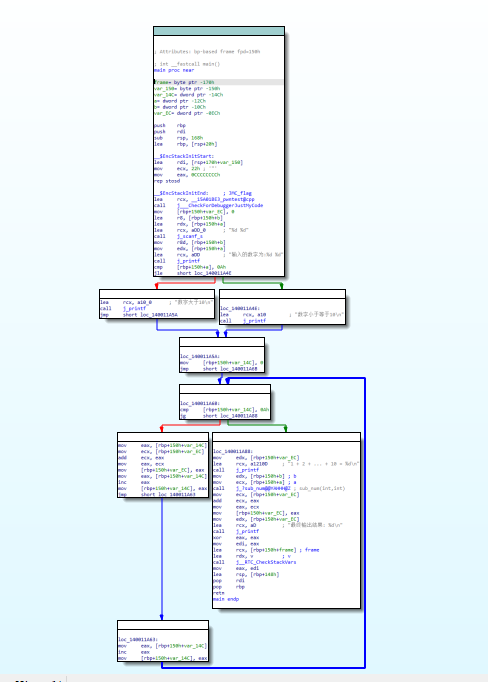 ; Attributes: bp-based frame fpd=150h
; int __fastcall main()
main proc near
frame= byte ptr -170h
var_150= byte ptr -150h
var_14C= dword ptr -14Ch
a= dword ptr -12Ch
b= dword ptr -10Ch
var_EC= dword ptr -0ECh
push rbp
push rdi
sub rsp, 168h
lea rbp, [rsp+20h]
__$EncStackInitStart:
lea rdi, [rsp+170h+var_150]
mov ecx, 22h ; '"'
mov eax, 0CCCCCCCCh
rep stosd
__$EncStackInitEnd: ; JMC_flag
lea rcx, __15A01BE3_pwntest@cpp
call j___CheckForDebuggerJustMyCode
mov [rbp+150h+var_EC], 0
lea r8, [rbp+150h+b]
lea rdx, [rbp+150h+a]
lea rcx, aDD_0 ; "%d %d"
call j_scanf_s
mov r8d, [rbp+150h+b]
mov edx, [rbp+150h+a]
lea rcx, aDD ; "输入的数字为:%d %d"
call j_printf
cmp [rbp+150h+a], 0Ah
jle short loc_140011A4E
lea rcx, a10_0 ; "数字大于10\n"
call j_printf
jmp short loc_140011A5A
loc_140011A4E:
lea rcx, a10 ; "数字小于等于10\n"
call j_printf
loc_140011A5A:
mov [rbp+150h+var_14C], 0
jmp short loc_140011A6B
loc_140011A6B:
cmp [rbp+150h+var_14C], 0Ah
jg short loc_140011A88
mov eax, [rbp+150h+var_14C]
mov ecx, [rbp+150h+var_EC]
add ecx, eax
mov eax, ecx
mov [rbp+150h+var_EC], eax
mov eax, [rbp+150h+var_14C]
inc eax
mov [rbp+150h+var_14C], eax
jmp short loc_140011A63
loc_140011A88:
mov edx, [rbp+150h+var_EC]
lea rcx, a1210D ; "1 + 2 + ... + 10 = %d\n"
call j_printf
mov edx, [rbp+150h+b] ; b
mov ecx, [rbp+150h+a] ; a
call j_?sub_num@@YAHHH@Z ; sub_num(int,int)
mov ecx, [rbp+150h+var_EC]
add ecx, eax
mov eax, ecx
mov [rbp+150h+var_EC], eax
mov edx, [rbp+150h+var_EC]
lea rcx, aD ; "最终输出结果: %d\n"
call j_printf
xor eax, eax
mov edi, eax
lea rcx, [rbp+150h+frame] ; frame
lea rdx, v ; v
call j__RTC_CheckStackVars
mov eax, edi
lea rsp, [rbp+148h]
pop rdi
pop rbp
retn
main endp
loc_140011A63:
mov eax, [rbp+150h+var_14C]
inc eax
mov [rbp+150h+var_14C], eax